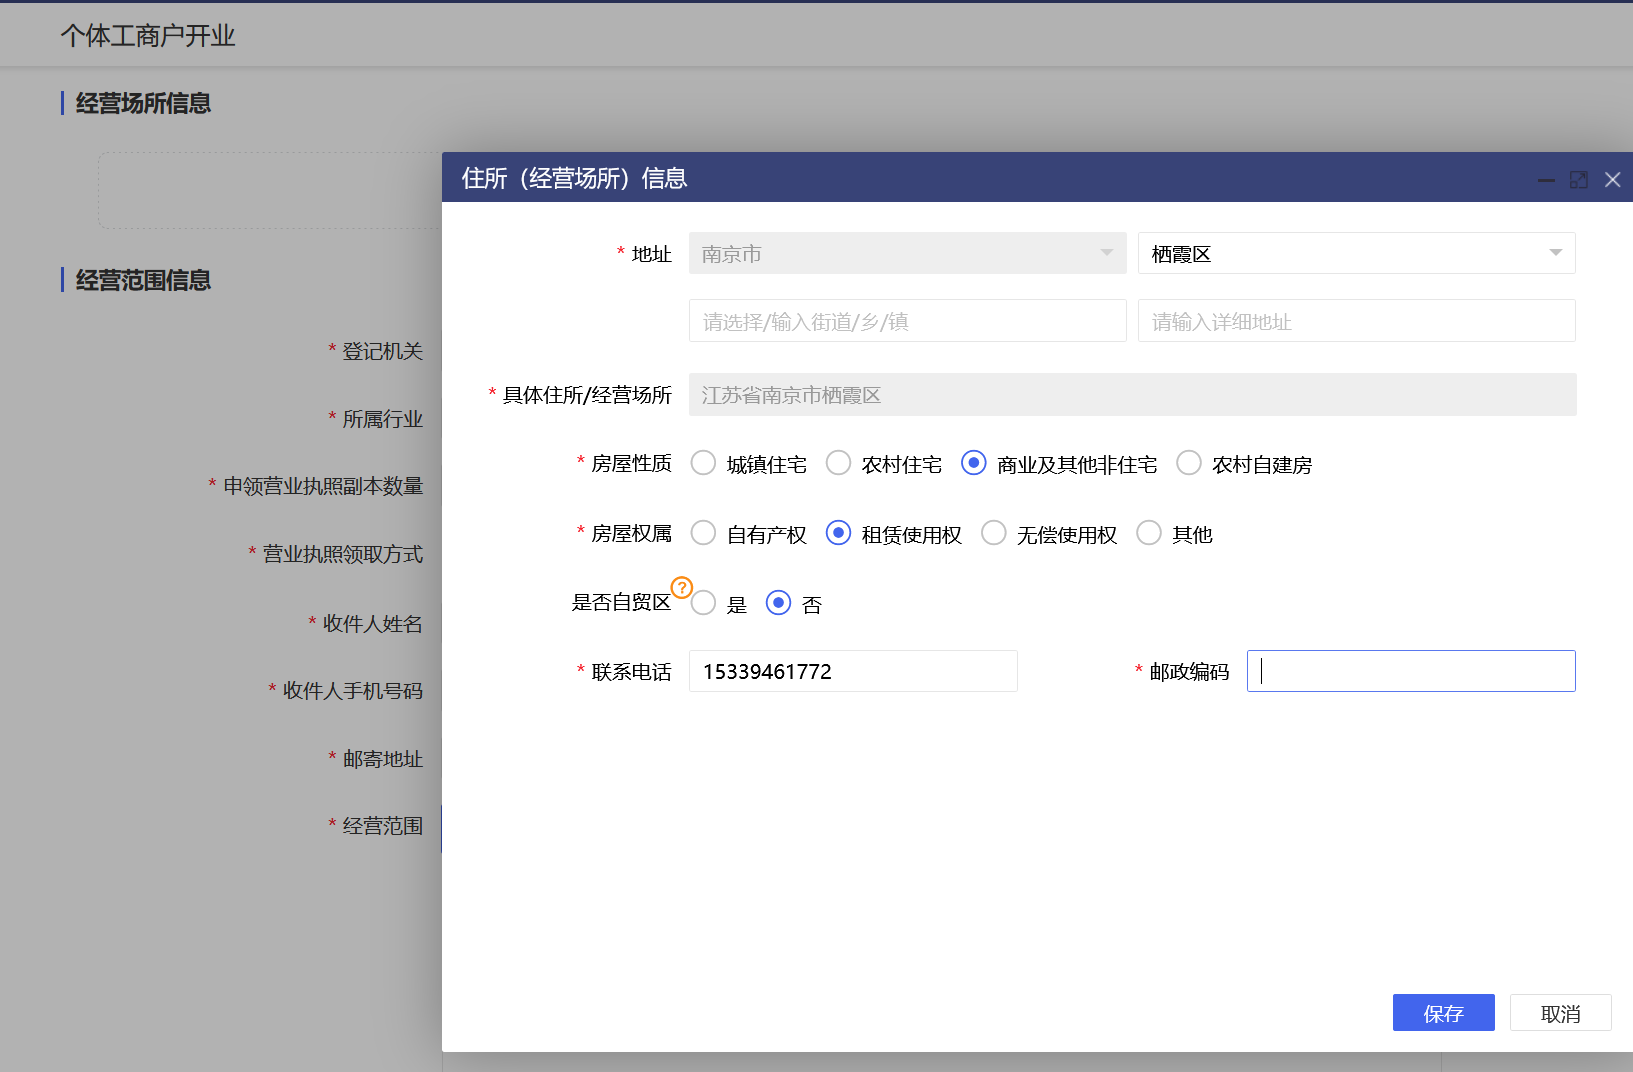 个体工商户开业
经营场所信息
住所（经营场所）信息
* 地址 南京市 栖霞区
经营范围信息
请选择/输入街道/乡/镇 请输入详细地址
* 登记机关
* 具体住所/经营场所 江苏省南京市栖霞区
* 所属行业
* 房屋性质 城镇住宅 农村住宅 商业及其他非住宅 农村自建房
* 申领营业执照副本数量
* 房屋权属 自有产权 租赁使用权 无偿使用权 其他
* 营业执照领取方式
是否自贸区 ? 是 否
* 收件人姓名
* 联系电话 15339461772 * 邮政编码
* 收件人手机号码
* 邮寄地址
* 经营范围
保存 取消